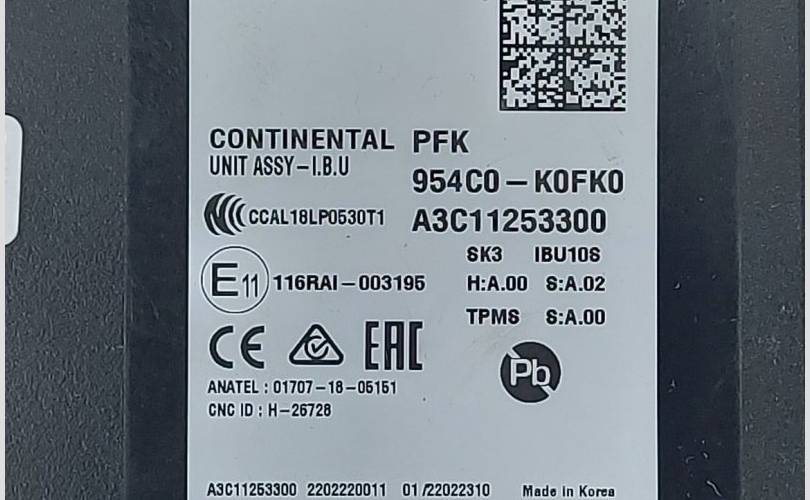 CONTINENTAL PFK
UNIT ASSY-I.B.U
954C0-K0FK0
CCAL18LP0530T1 A3C11253300
SK3 IBU10S
E11 116RAI-003195 H:A.00 S:A.02
TPMS S:A.00
CE EAC
Pb
ANATEL : 01707-18-05151
CNC ID : H-26728
A3C11253300 2202220011 01/22022310 Made in Korea